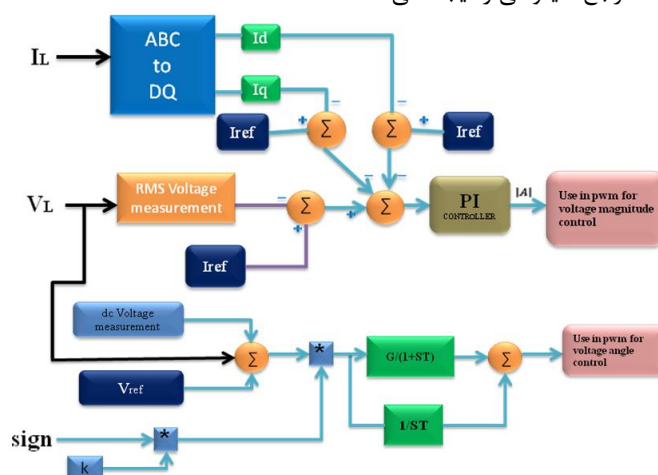 ABC
to
DQ
Id
Iq
IL
Iref
Iref
Σ
Σ
VL
RMS Voltage
measurement
Σ
Σ
PI
CONTROLLER
|A|
Use in pwm for
voltage magnitude
control
Iref
dc Voltage
measurement
Vref
Σ
*
G/(1+ST)
1/ST
Σ
Use in pwm for
voltage angle
control
sign
*
k